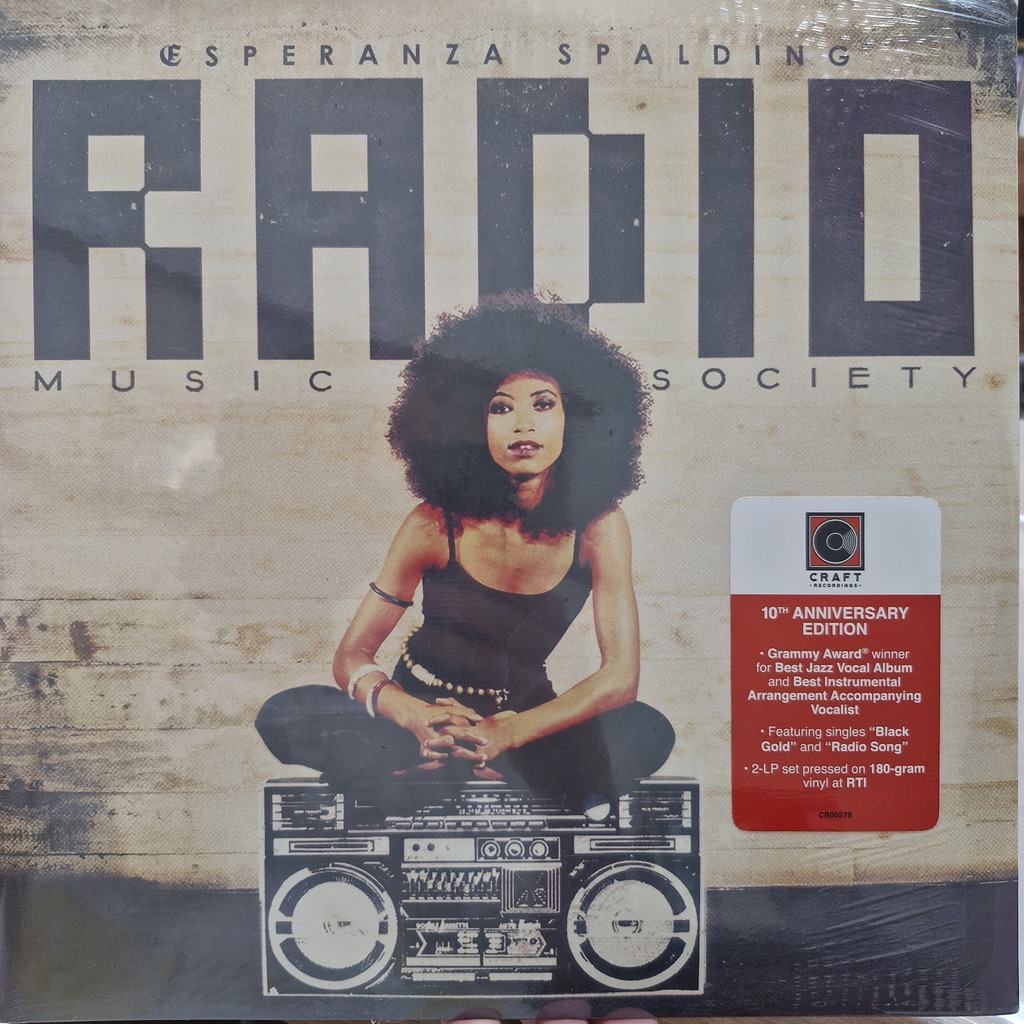 ESPERANZA SPALDING
RADIO
MUSIC SOCIETY
CRAFT
• RECORDINGS •
10TH ANNIVERSARY
EDITION
• Grammy Award® winner
for Best Jazz Vocal Album
and Best Instrumental
Arrangement Accompanying
Vocalist
• Featuring singles “Black
Gold” and “Radio Song”
• 2-LP set pressed on 180-gram
vinyl at RTI
CR00579